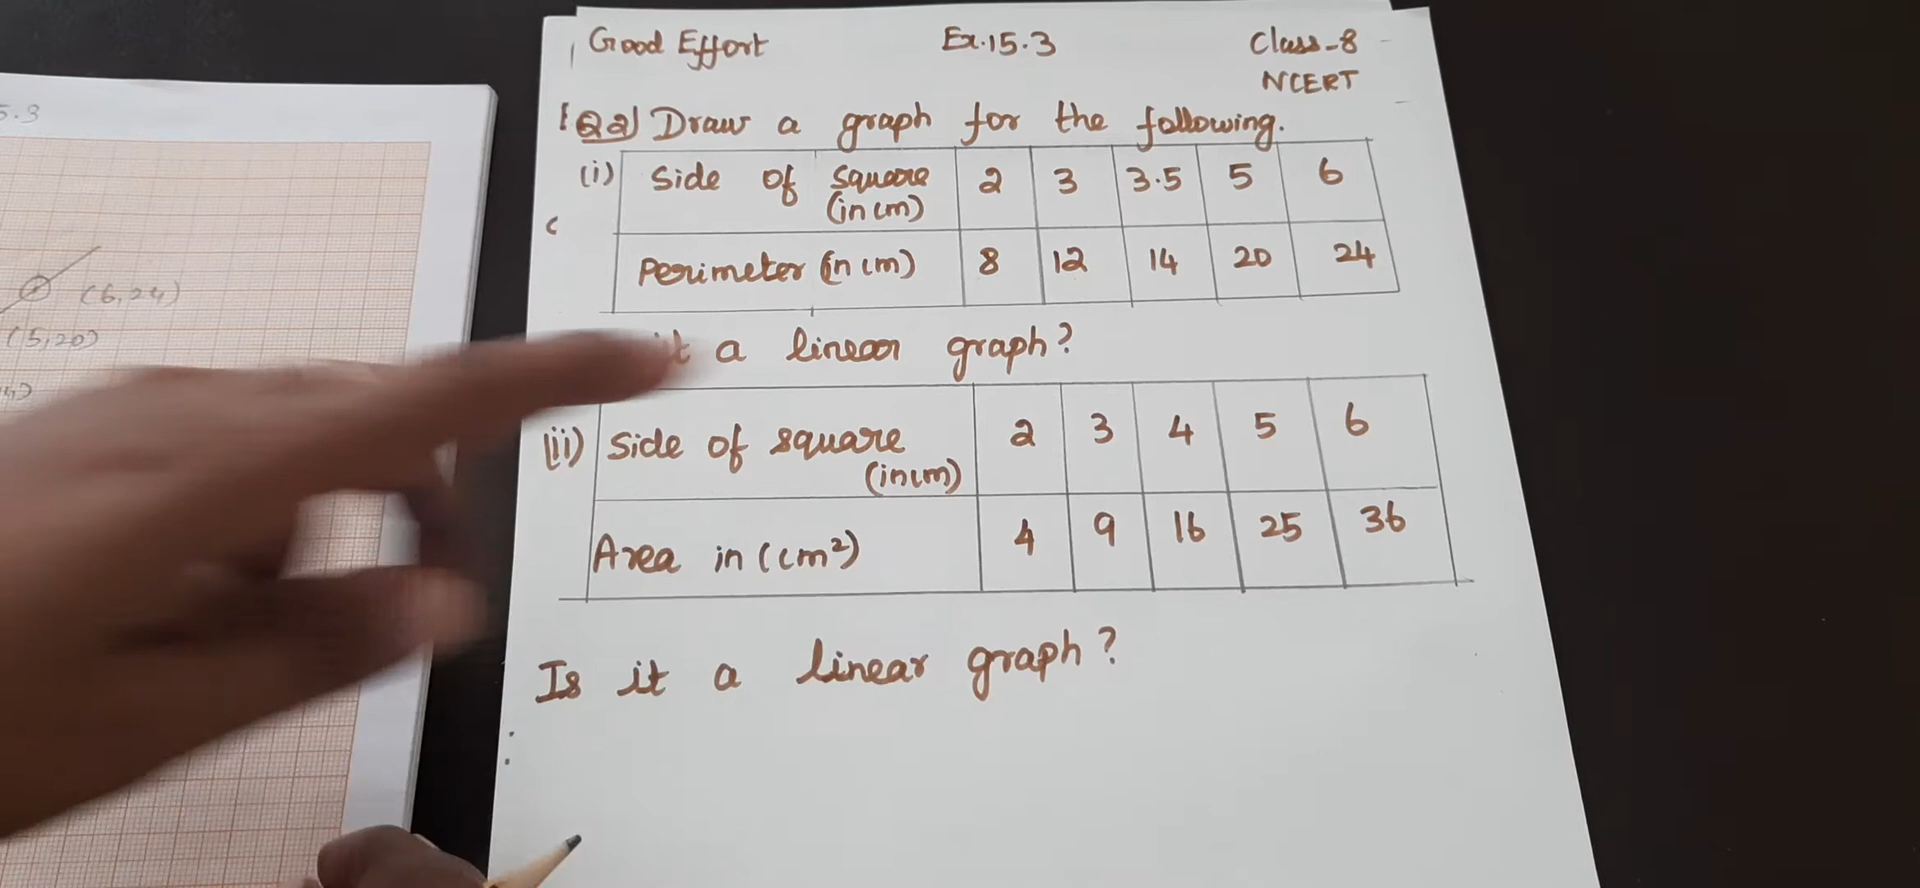 5.3
(6,24)
(5,20)
Good Effort Ex.15.3 Class-8
NCERT
Q2) Draw a graph for the following.
(i) Side of square 2 3 3.5 5 6
(in cm)
Perimeter (in cm) 8 12 14 20 24
it a linear graph?
(ii) Side of square 2 3 4 5 6
(in cm)
Area in (cm²) 4 9 16 25 36
Is it a linear graph?